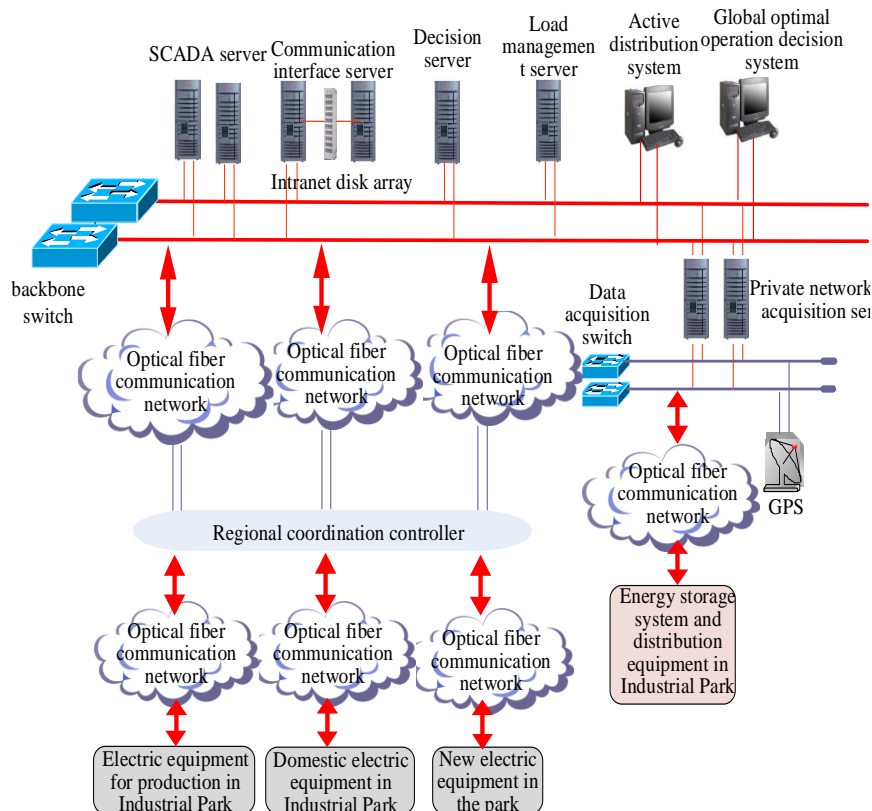 SCADA server
Communication
interface server
Decision
server
Load
managemen
t server
Active
distribution
system
Global optimal
operation decision
system
Intranet disk array
backbone
switch
Data
acquisition
switch
Private network
acquisition ser
Optical fiber
communication
network
Optical fiber
communication
network
Optical fiber
communication
network
Optical fiber
communication
network
GPS
Regional coordination controller
Optical fiber
communication
network
Optical fiber
communication
network
Optical fiber
communication
network
Energy storage
system and
distribution
equipment in
Industrial Park
Electric equipment
for production in
Industrial Park
Domestic electric
equipment in
Industrial Park
New electric
equipment in
the park